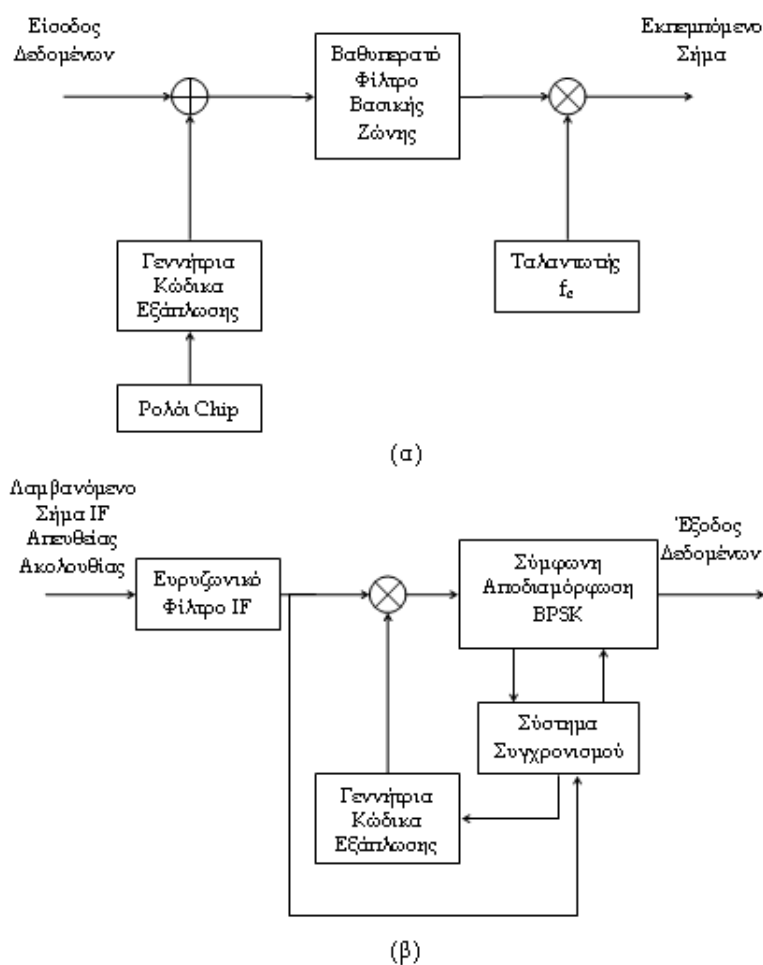 Είσοδος
Δεδομένων
Βαθυπερατό
Φίλτρο
Βασικής
Ζώνης
Εκπεμπόμενο
Σήμα
Γεννήτρια
Κώδικα
Εξάπλωσης
Ταλαντωτής
fc
Ρολόι Chip
(α)
Λαμβανόμενο
Σήμα IF
Απευθείας
Ακολουθίας
Ευρυζωνικό
Φίλτρο IF
Σύμφωνη
Αποδιαμόρφωση
BPSK
Έξοδος
Δεδομένων
Σύστημα
Συγχρονισμού
Γεννήτρια
Κώδικα
Εξάπλωσης
(β)